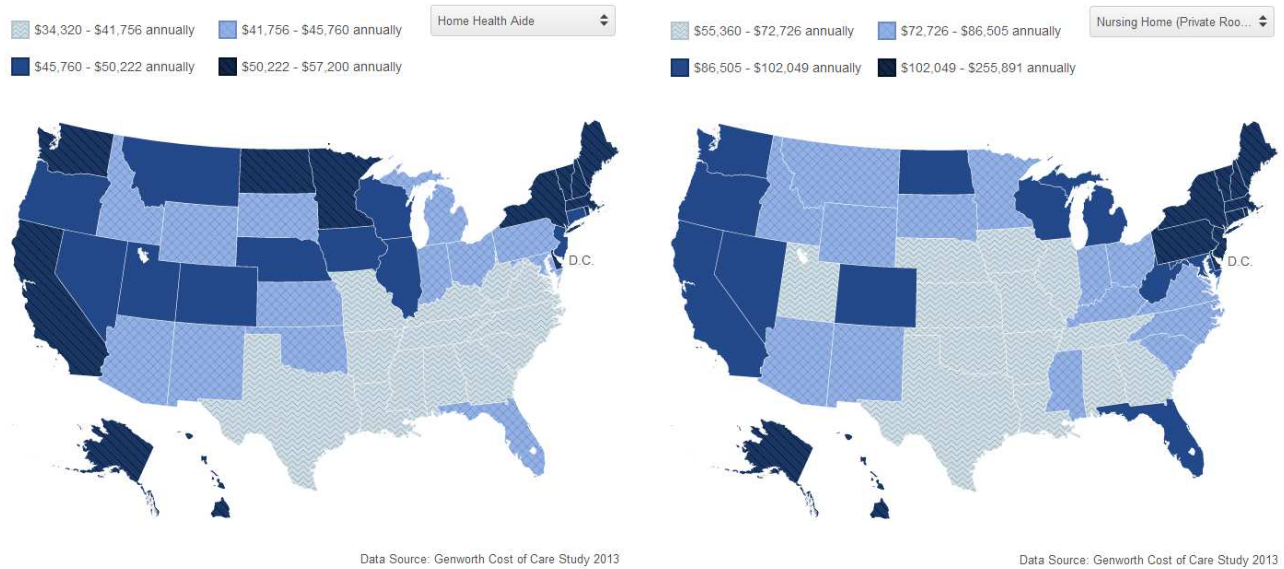 $34,320 - $41,756 annually
$41,756 - $45,760 annually
Home Health Aide
$45,760 - $50,222 annually
$50,222 - $57,200 annually
D.C.
Data Source: Genworth Cost of Care Study 2013
$55,360 - $72,726 annually
$72,726 - $86,505 annually
Nursing Home (Private Roo...
$86,505 - $102,049 annually
$102,049 - $255,891 annually
D.C.
Data Source: Genworth Cost of Care Study 2013